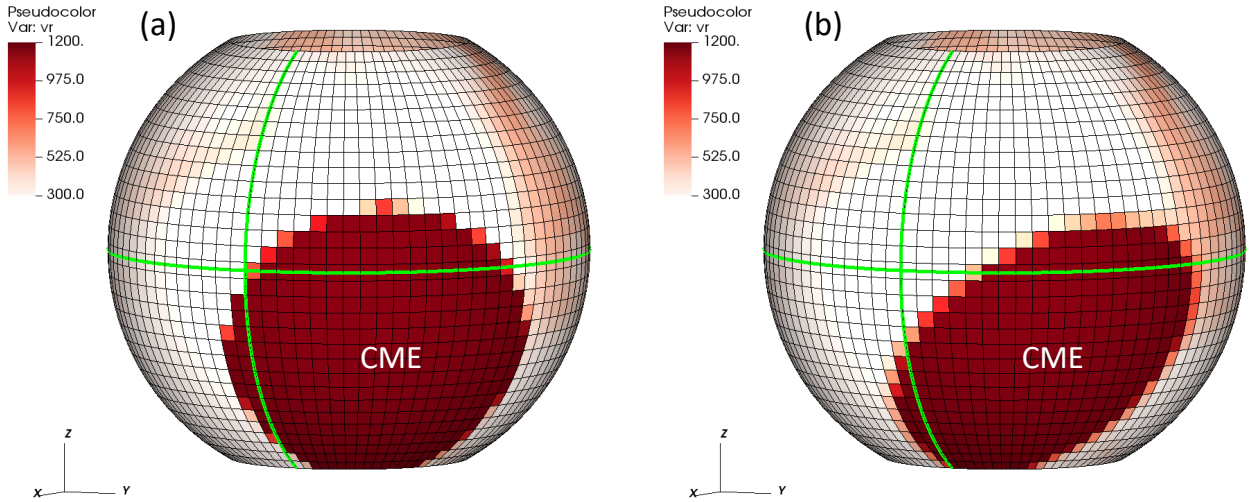 Pseudocolor
Var: vr
1200.
975.0
750.0
525.0
300.0
(a)
CME
Z
X
Y
Pseudocolor
Var: vr
1200.
975.0
750.0
525.0
300.0
(b)
CME
Z
X
Y